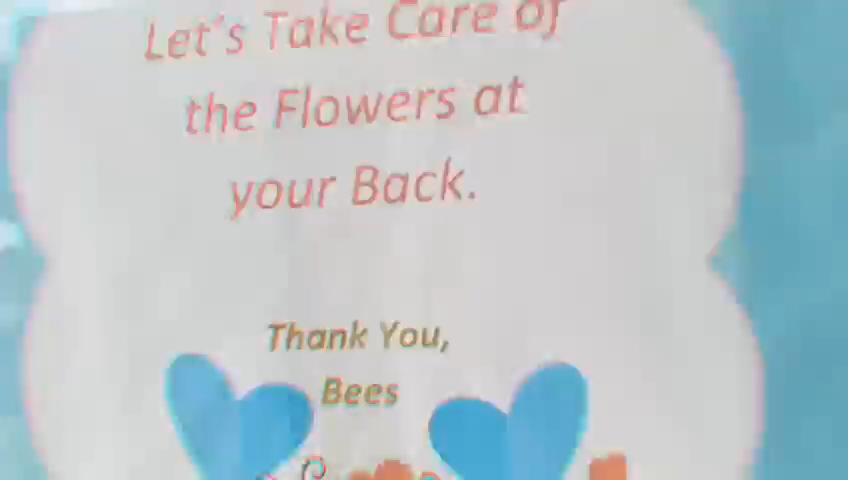 Let's Take Care of
the Flowers at
your Back.
Thank You,
Bees